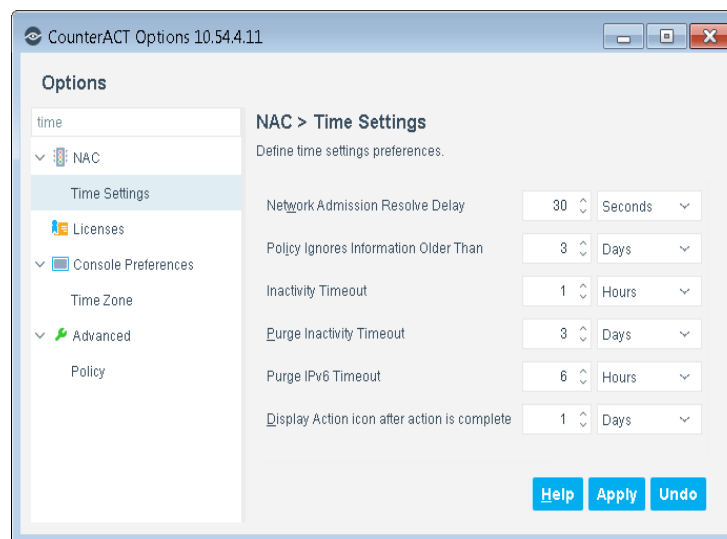 CounterACT Options 10.54.4.11
Options
time
NAC
Time Settings
Licenses
Console Preferences
Time Zone
Advanced
Policy
NAC > Time Settings
Define time settings preferences.
Network Admission Resolve Delay 30 Seconds
Policy Ignores Information Older Than 3 Days
Inactivity Timeout 1 Hours
Purge Inactivity Timeout 3 Days
Purge IPv6 Timeout 6 Hours
Display Action icon after action is complete 1 Days
Help Apply Undo